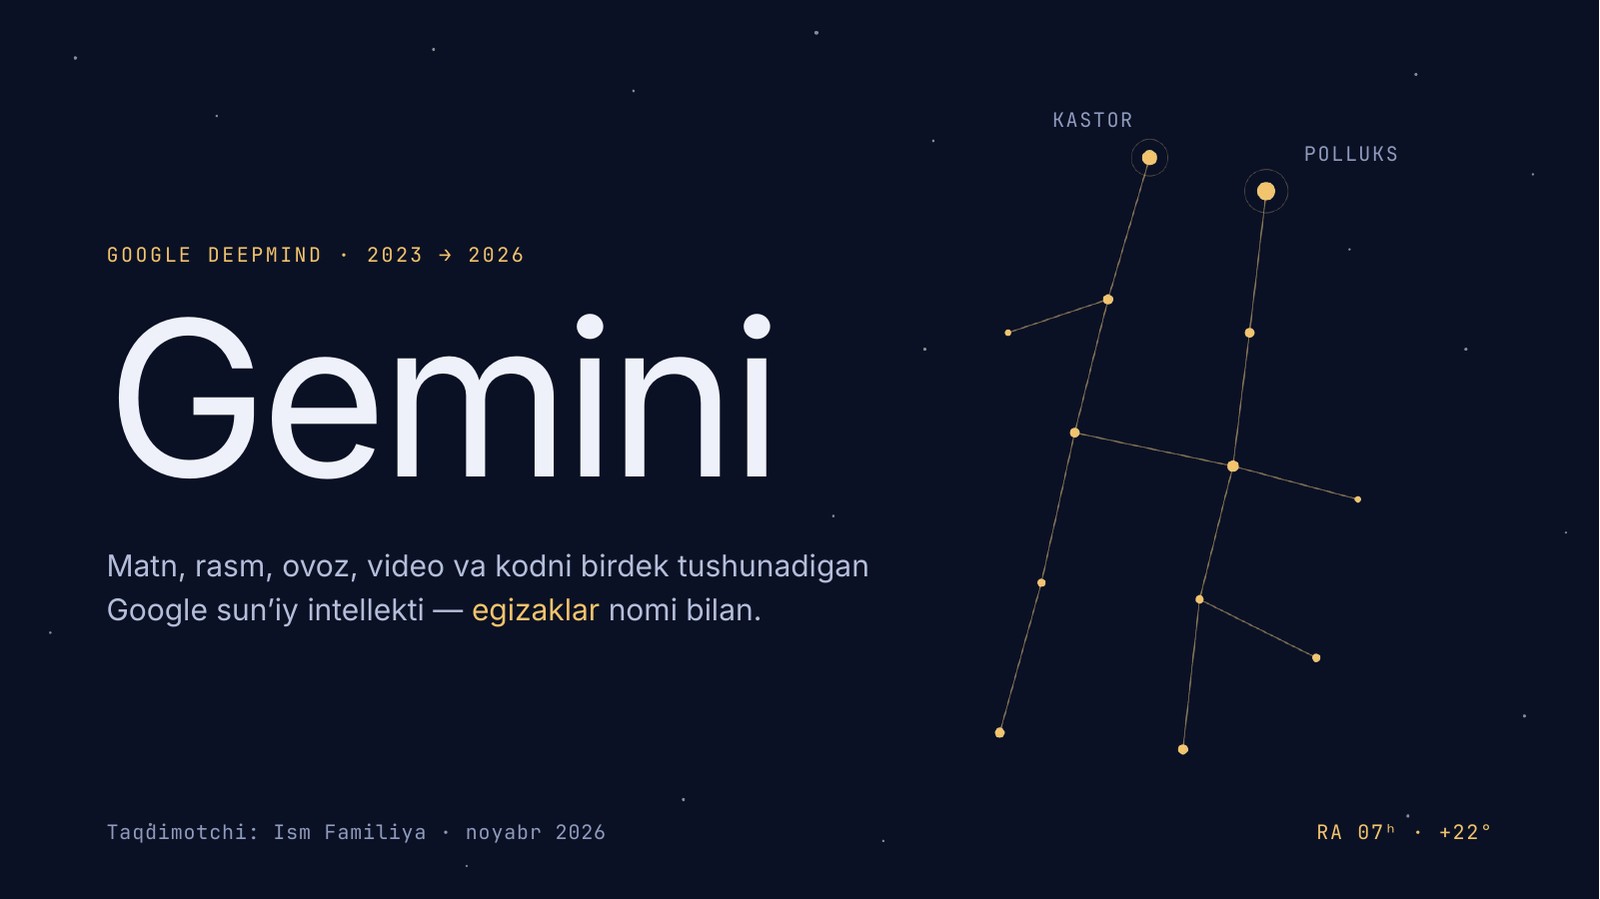 KASTOR
POLLUKS
GOOGLE DEEPMIND · 2023 → 2026
Gemini
Matn, rasm, ovoz, video va kodni birdek tushunadigan
Google sun’iy intellekti — egizaklar nomi bilan.
Taqdimotchi: Ism Familiya · noyabr 2026
RA 07ʰ · +22°